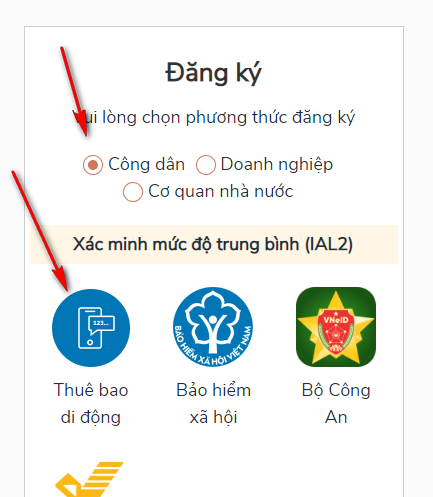 Đăng ký
Vui lòng chọn phương thức đăng ký
Công dân Doanh nghiệp
Cơ quan nhà nước
Xác minh mức độ trung bình (IAL2)
123...
BẢO HIỂM XÃ HỘI VIỆT NAM
VNeID
Thuê bao
di động
Bảo hiểm
xã hội
Bộ Công
An